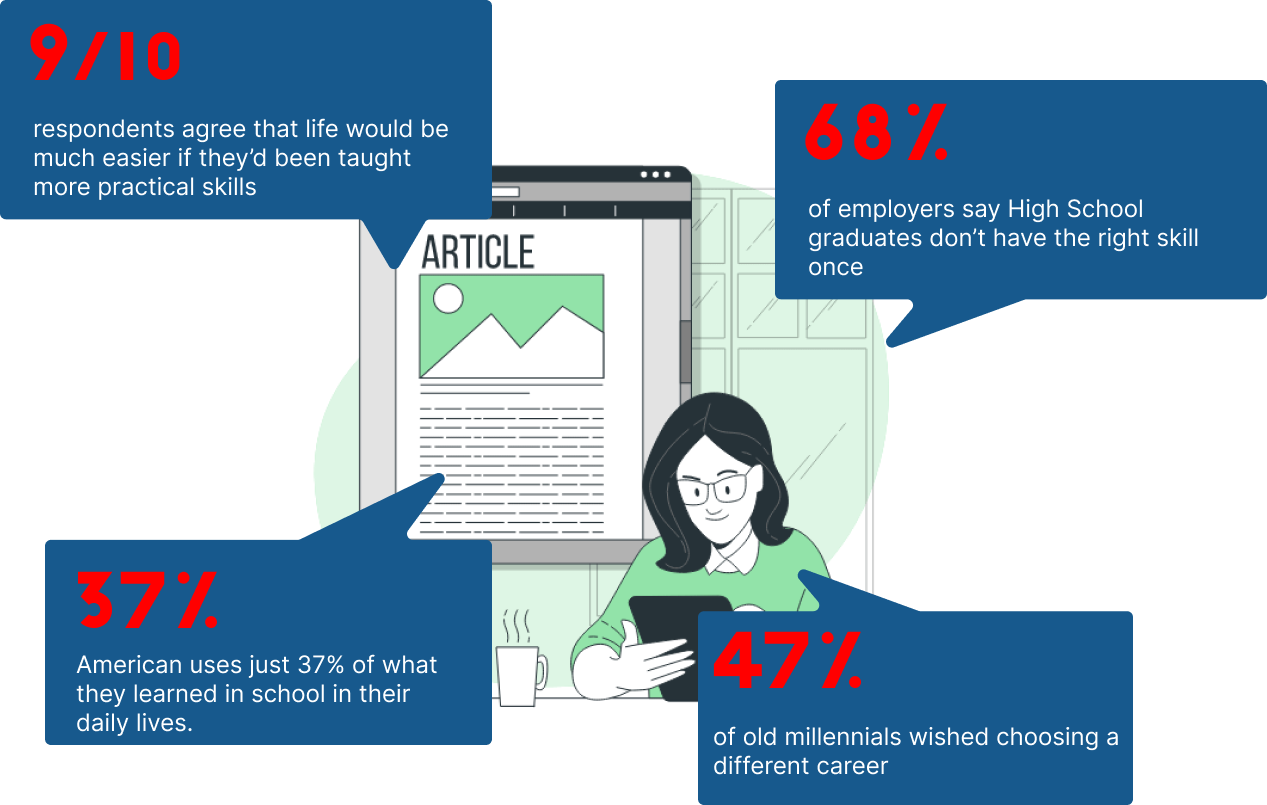 9/10
respondents agree that life would be
much easier if they’d been taught
more practical skills
68%
of employers say High School
graduates don’t have the right skill
once
ARTICLE
37%
American uses just 37% of what
they learned in school in their
daily lives.
47%
of old millennials wished choosing a
different career